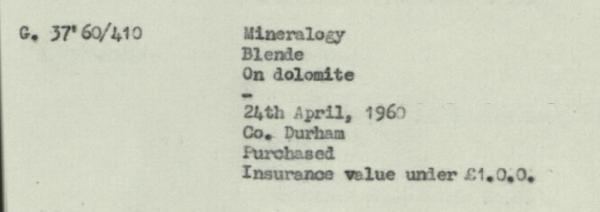 G. 37'60/410 Mineralogy
Blende
On dolomite
-
24th April, 1960
Co. Durham
Purchased
Insurance value under £1.0.0.